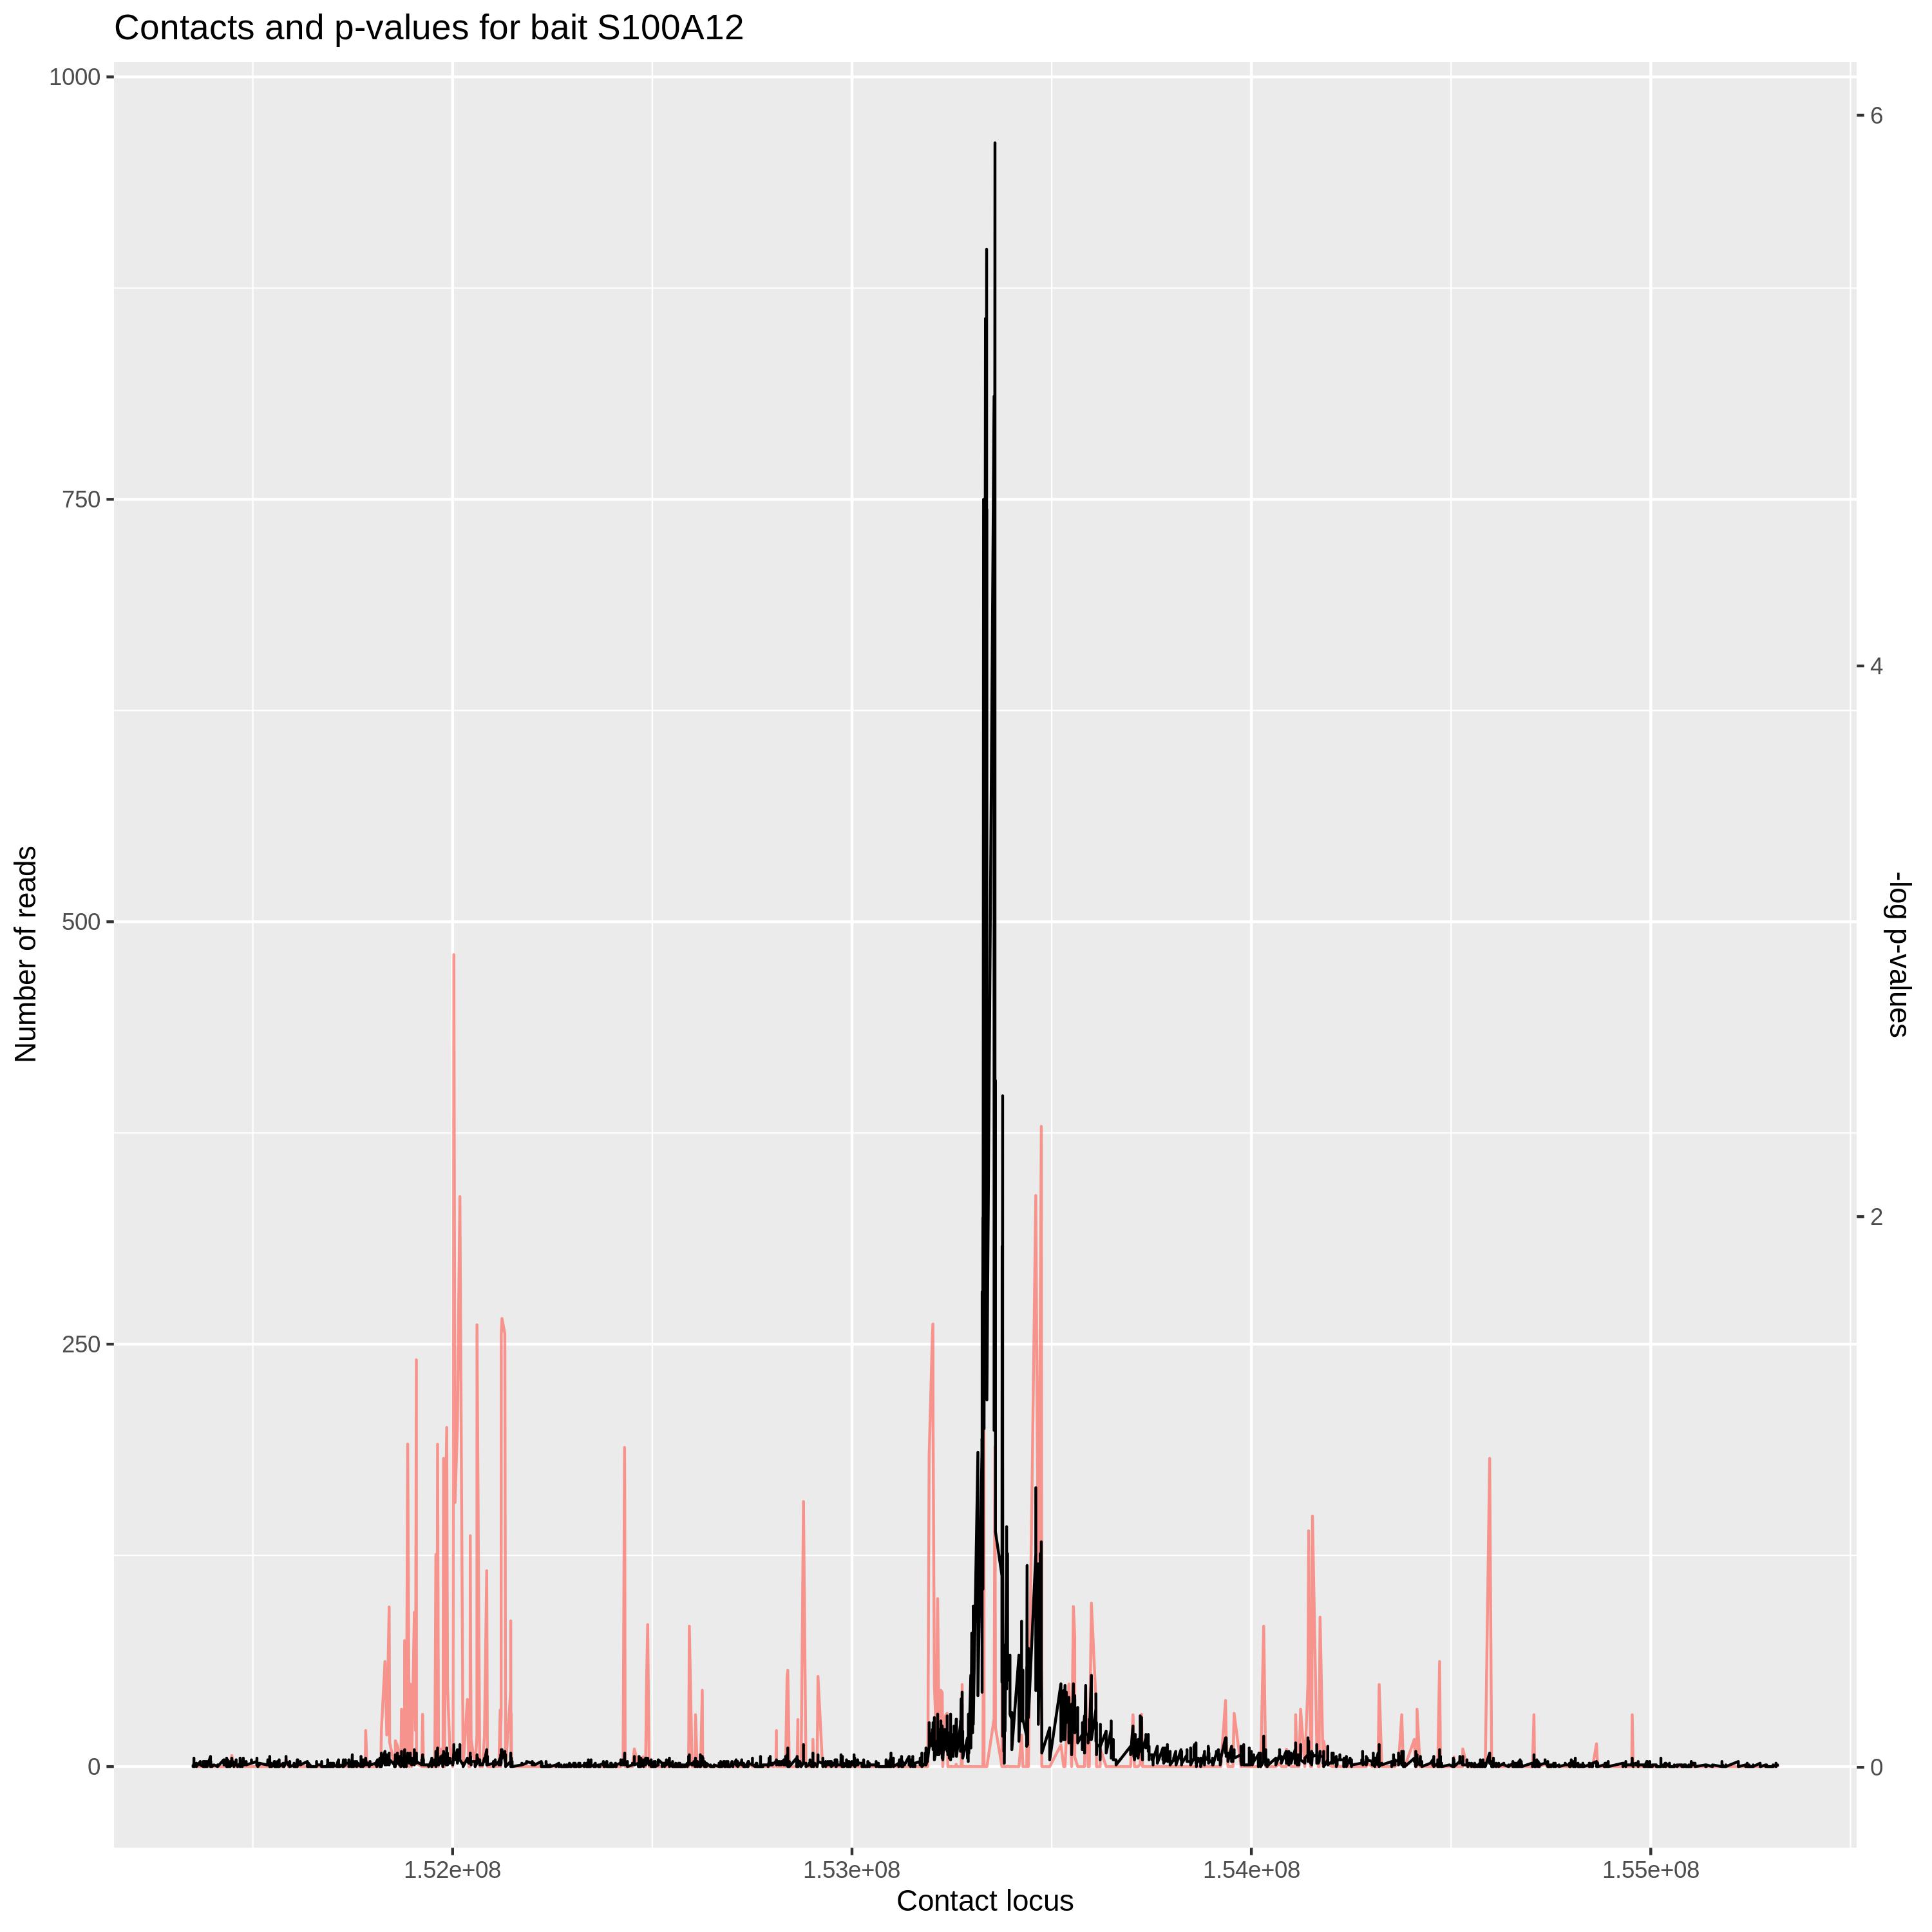 Contacts and p-values for bait S100A12
1000
750
500
250
0
Number of reads
6
4
2
0
-log p-values
1.52e+08
1.53e+08
1.54e+08
1.55e+08
Contact locus